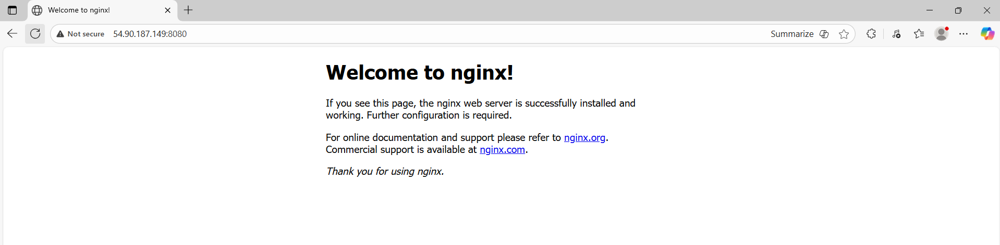 Welcome to nginx!
Not secure 54.90.187.149:8080 Summarize
Welcome to nginx!
If you see this page, the nginx web server is successfully installed and
working. Further configuration is required.
For online documentation and support please refer to nginx.org.
Commercial support is available at nginx.com.
Thank you for using nginx.